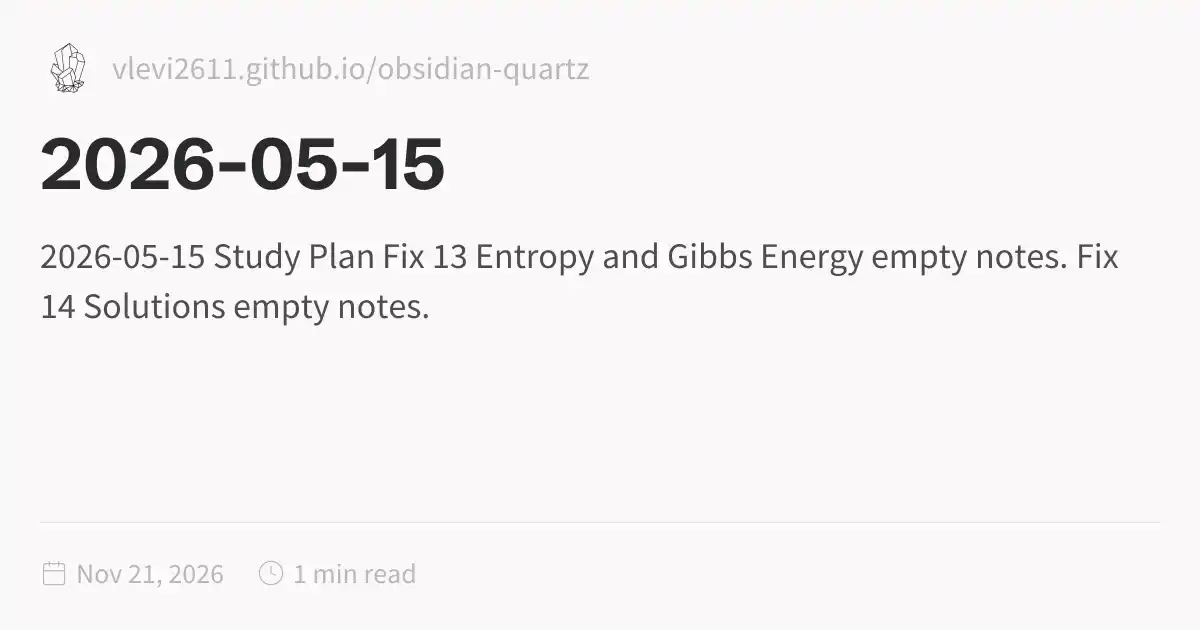 vlevi2611.github.io/obsidian-quartz
2026-05-15
2026-05-15 Study Plan Fix 13 Entropy and Gibbs Energy empty notes. Fix
14 Solutions empty notes.
Nov 21, 2026 1 min read